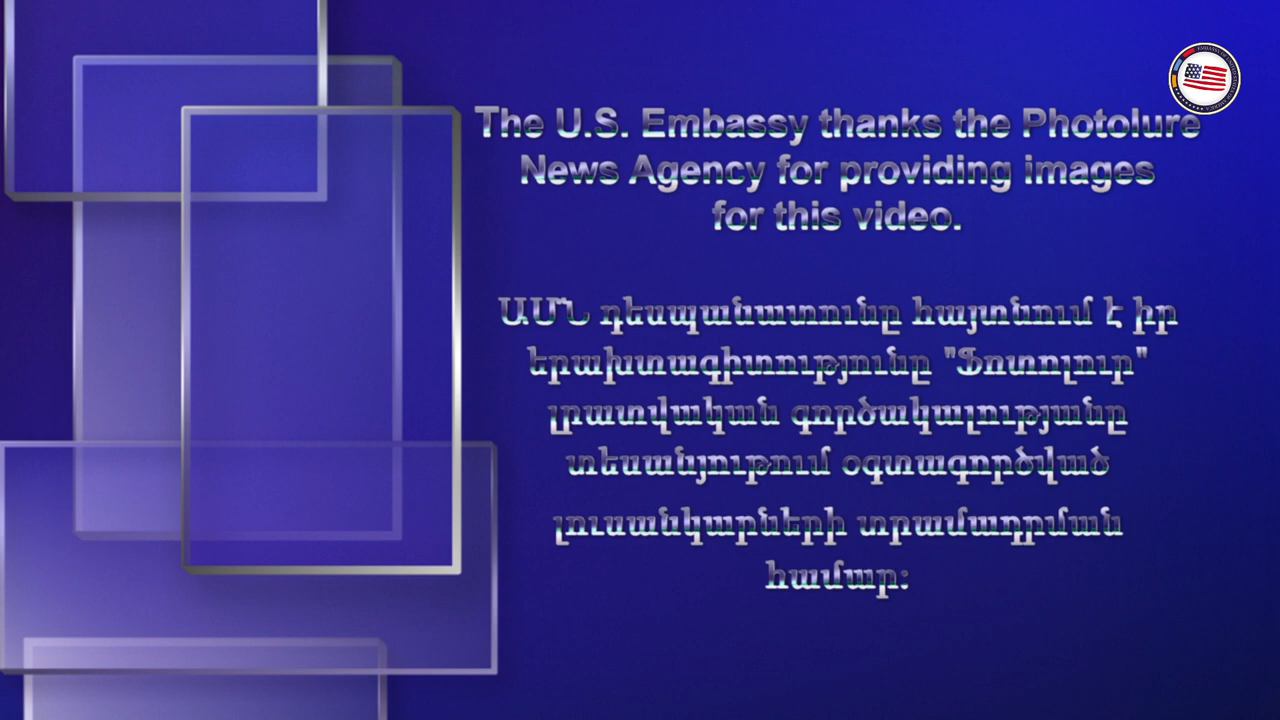 The U.S. Embassy thanks the Photolure
News Agency for providing images
for this video.
ԱՄՆ դեսպանատունը հայտնում է իր
երախտագիտությունը "Ֆոտոլուր"
լրատվական գործակալությանը
տեսանյութում օգտագործված
լուսանկարների տրամադրման
համար: